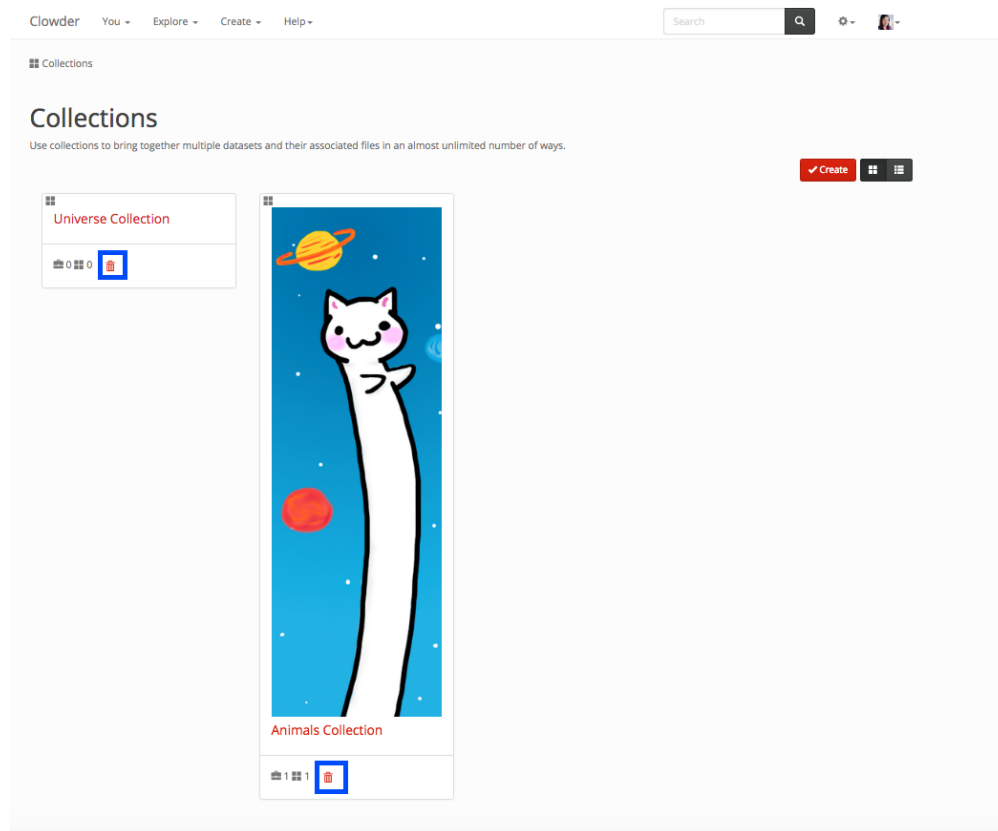 Clowder You Explore Create Help Search
Collections
Collections
Use collections to bring together multiple datasets and their associated files in an almost unlimited number of ways.
Create
Universe Collection
0 0
Animals Collection
1 1